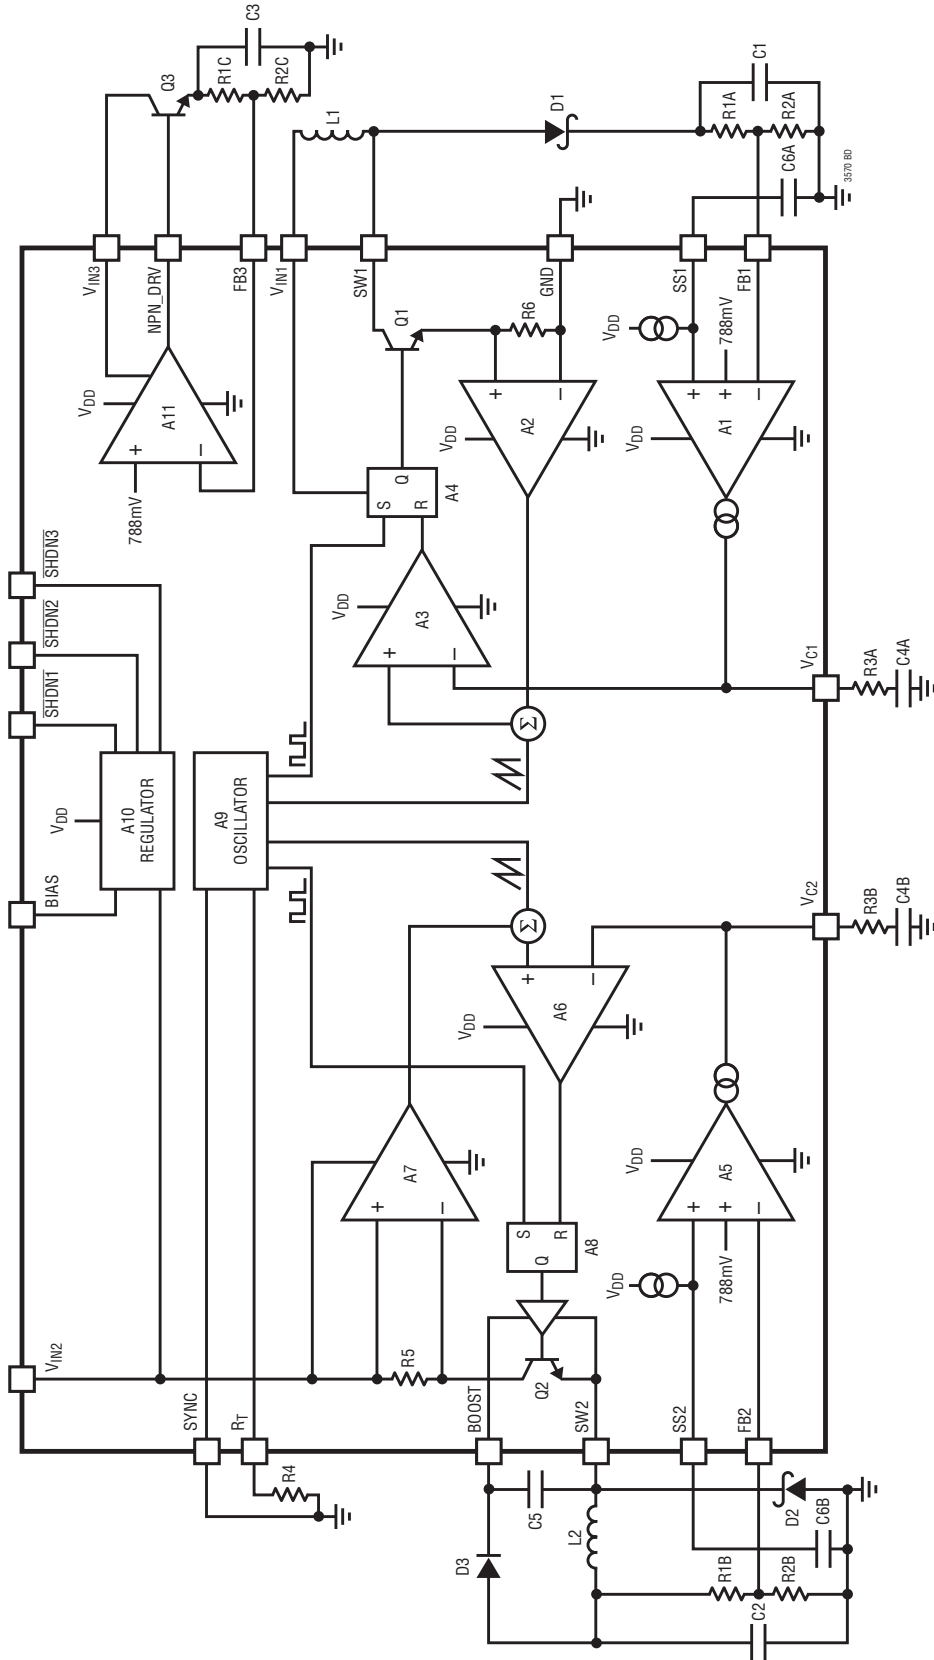 C3
Q3
R1C
R2C
L1
D1
C1
R1A
R2A
C6A
3570 BD
VIN3
NPN_DRV
FB3
VIN1
SW1
GND
SS1
FB1
VDD
A11
+
–
788mV
Q1
R6
VDD
788mV
VDD
A2
+
–
VDD
A1
+
+
–
S
Q
R
A4
VDD
A3
+
–
SHDN3
SHDN2
SHDN1
BIAS
VDD
A10
REGULATOR
A9
OSCILLATOR
Σ
Σ
VC1
R3A
C4A
VC2
R3B
C4B
VDD
A6
+
–
A7
+
–
VDD
A5
+
+
–
788mV
VDD
S
Q
R
A8
VIN2
R5
Q2
SYNC
RT
BOOST
SW2
SS2
FB2
R4
D3
C5
L2
D2
C6B
R1B
R2B
C2